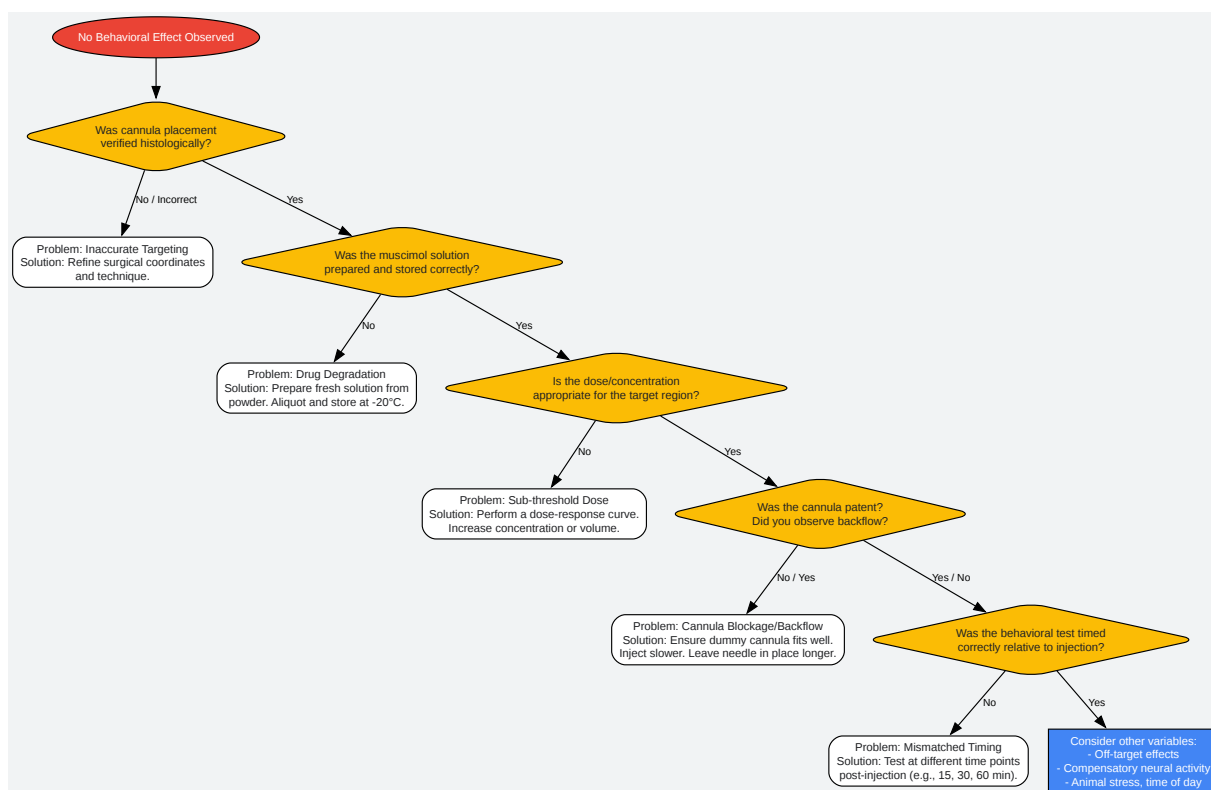 No Behavioral Effect Observed
Was cannula placement
verified histologically?
No / Incorrect
Yes
Problem: Inaccurate Targeting
Solution: Refine surgical coordinates
and technique.
Was the muscimol solution
prepared and stored correctly?
No
Yes
Problem: Drug Degradation
Solution: Prepare fresh solution from
powder. Aliquot and store at -20°C.
Is the dose/concentration
appropriate for the target region?
No
Yes
Problem: Sub-threshold Dose
Solution: Perform a dose-response curve.
Increase concentration or volume.
Was the cannula patent?
Did you observe backflow?
No / Yes
Yes / No
Problem: Cannula Blockage/Backflow
Solution: Ensure dummy cannula fits well.
Inject slower. Leave needle in place longer.
Was the behavioral test timed
correctly relative to injection?
No
Yes
Problem: Mismatched Timing
Solution: Test at different time points
post-injection (e.g., 15, 30, 60 min).
Consider other variables:
- Off-target effects
- Compensatory neural activity
- Animal stress, time of day